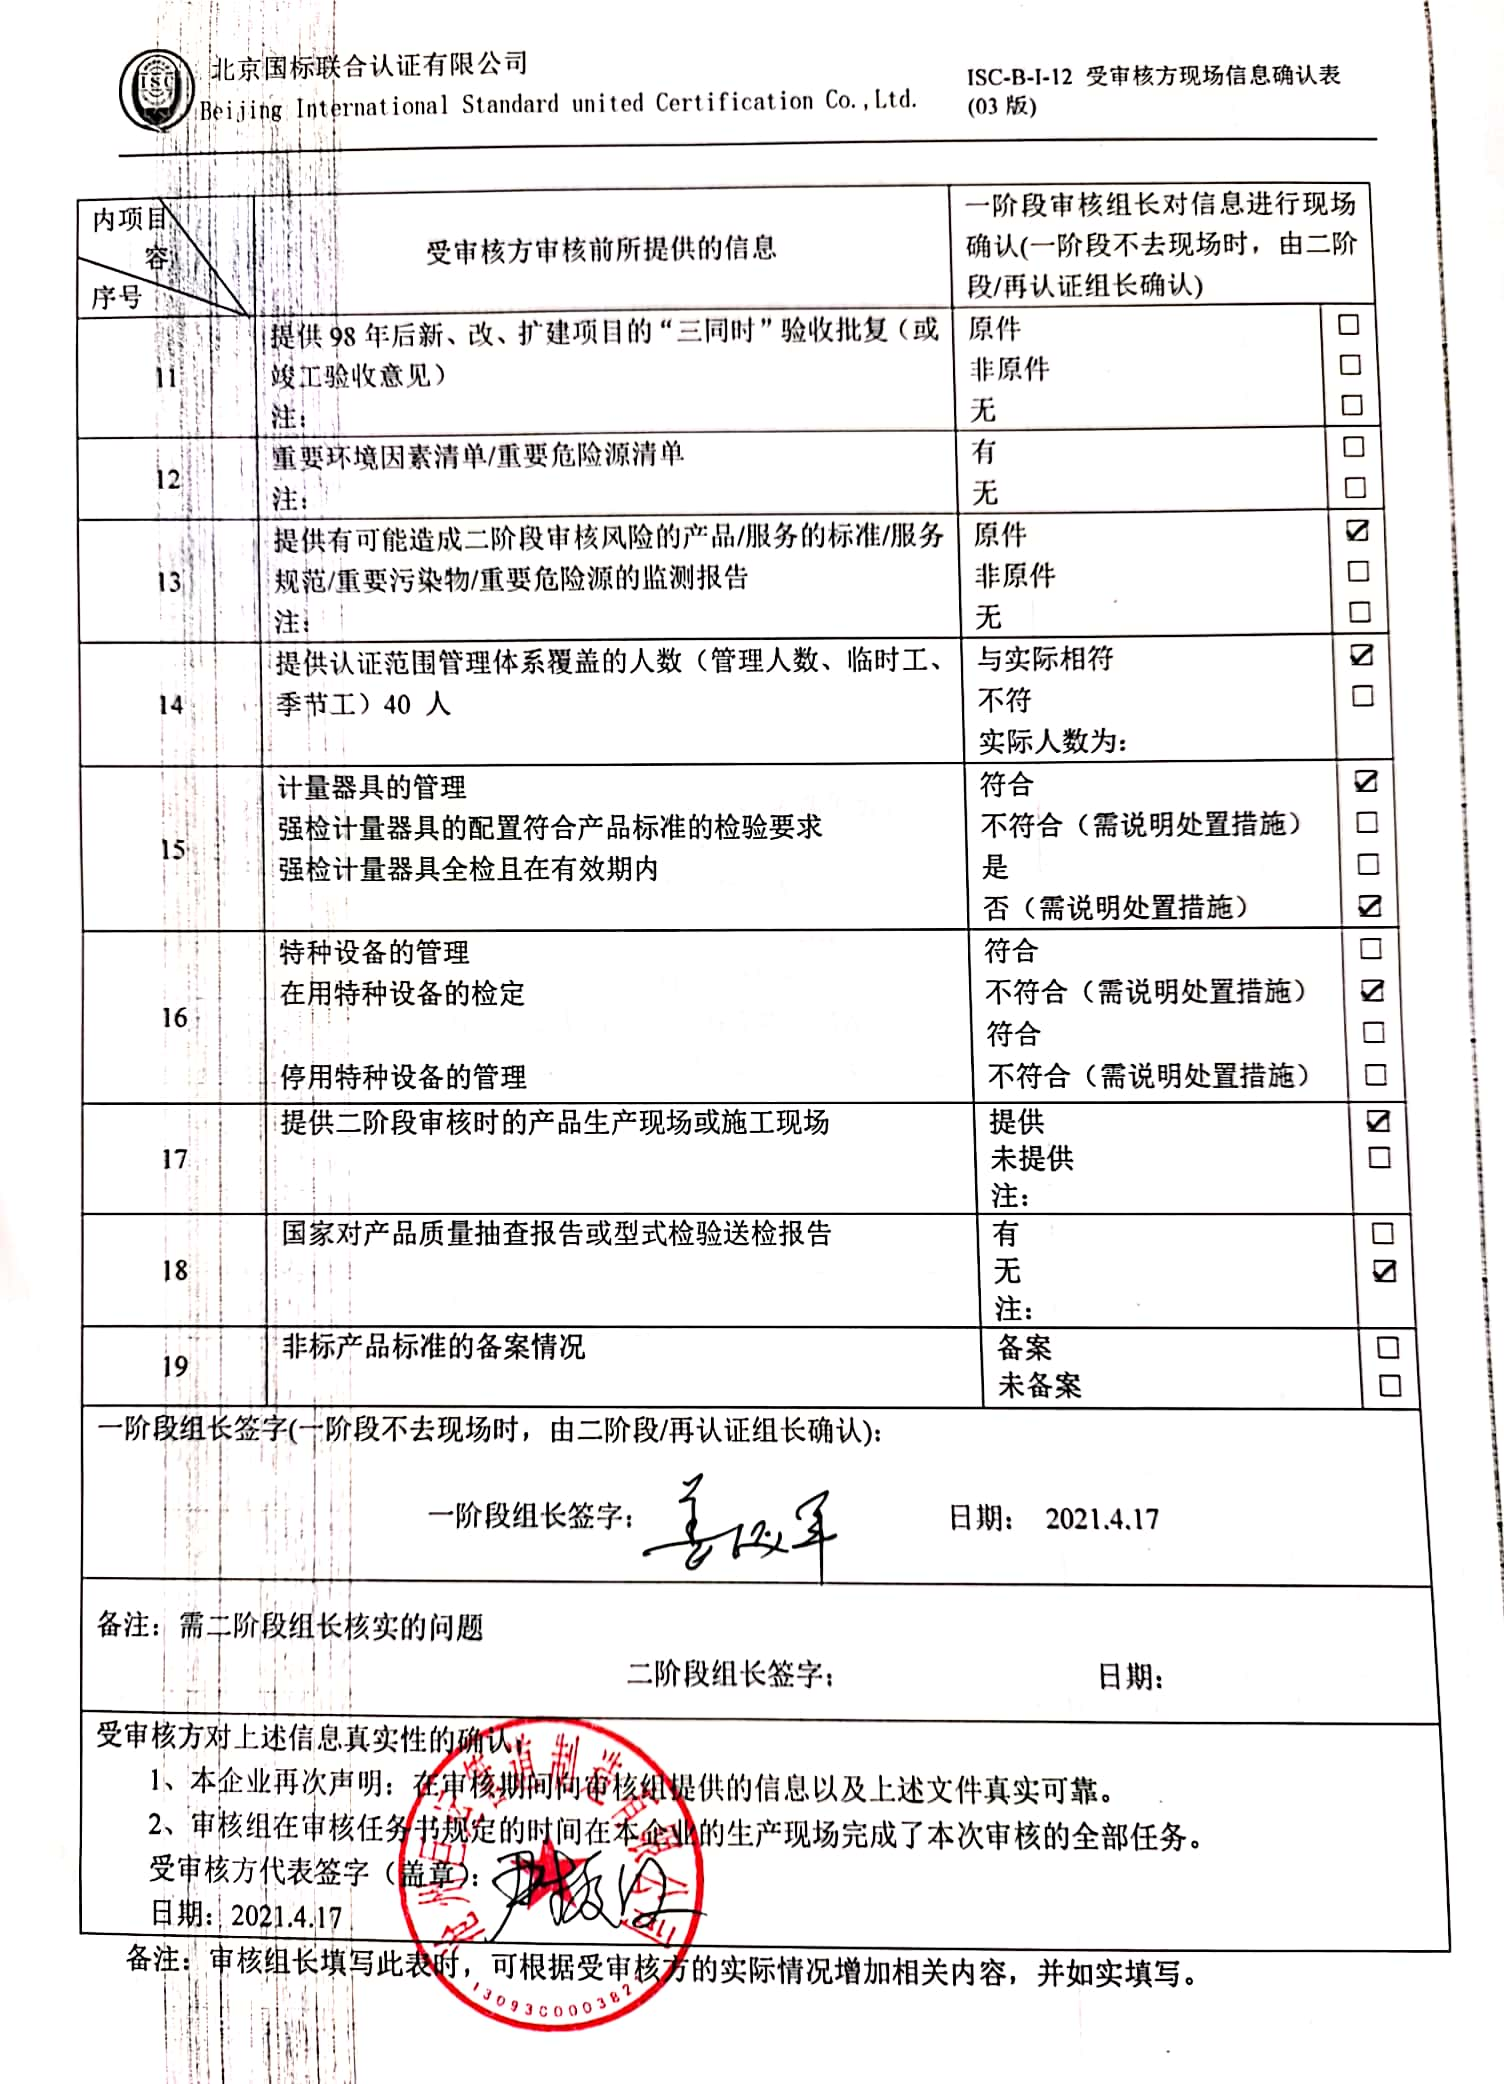 北京国标联合认证有限公司
Beijing International Standard united Certification Co.,Ltd.
ISC-B-I-12 受审核方现场信息确认表
(03 版)
ISC
内项目
容
序号
受审核方审核前所提供的信息
一阶段审核组长对信息进行现场
确认(一阶段不去现场时，由二阶
段/再认证组长确认)
11
提供 98 年后新、改、扩建项目的“三同时”验收批复（或
竣工验收意见）
注：
原件 □
非原件 □
无 □
12
重要环境因素清单/重要危险源清单
注：
有 □
无 □
13
提供有可能造成二阶段审核风险的产品/服务的标准/服务
规范/重要污染物/重要危险源的监测报告
注：
原件 ☑
非原件 □
无 □
14
提供认证范围管理体系覆盖的人数（管理人数、临时工、
季节工）40 人
与实际相符 ☑
不符 □
实际人数为：
15
计量器具的管理
强检计量器具的配置符合产品标准的检验要求
强检计量器具全检且在有效期内
符合 ☑
不符合（需说明处置措施） □
是 □
否（需说明处置措施） ☑
16
特种设备的管理
在用特种设备的检定
停用特种设备的管理
符合 □
不符合（需说明处置措施） ☑
符合 □
不符合（需说明处置措施） □
17
提供二阶段审核时的产品生产现场或施工现场
提供 ☑
未提供 □
注：
18
国家对产品质量抽查报告或型式检验送检报告
有 □
无 ☑
注：
19
非标产品标准的备案情况
备案 □
未备案 □
一阶段组长签字(一阶段不去现场时，由二阶段/再认证组长确认)：
一阶段组长签字： 日期： 2021.4.17
备注：需二阶段组长核实的问题
二阶段组长签字： 日期：
受审核方对上述信息真实性的确认：
1、本企业再次声明：在审核期间向审核组提供的信息以及上述文件真实可靠。
2、审核组在审核任务书规定的时间在本企业的生产现场完成了本次审核的全部任务。
受审核方代表签字（盖章）：
日期：2021.4.17
备注：审核组长填写此表时，可根据受审核方的实际情况增加相关内容，并如实填写。